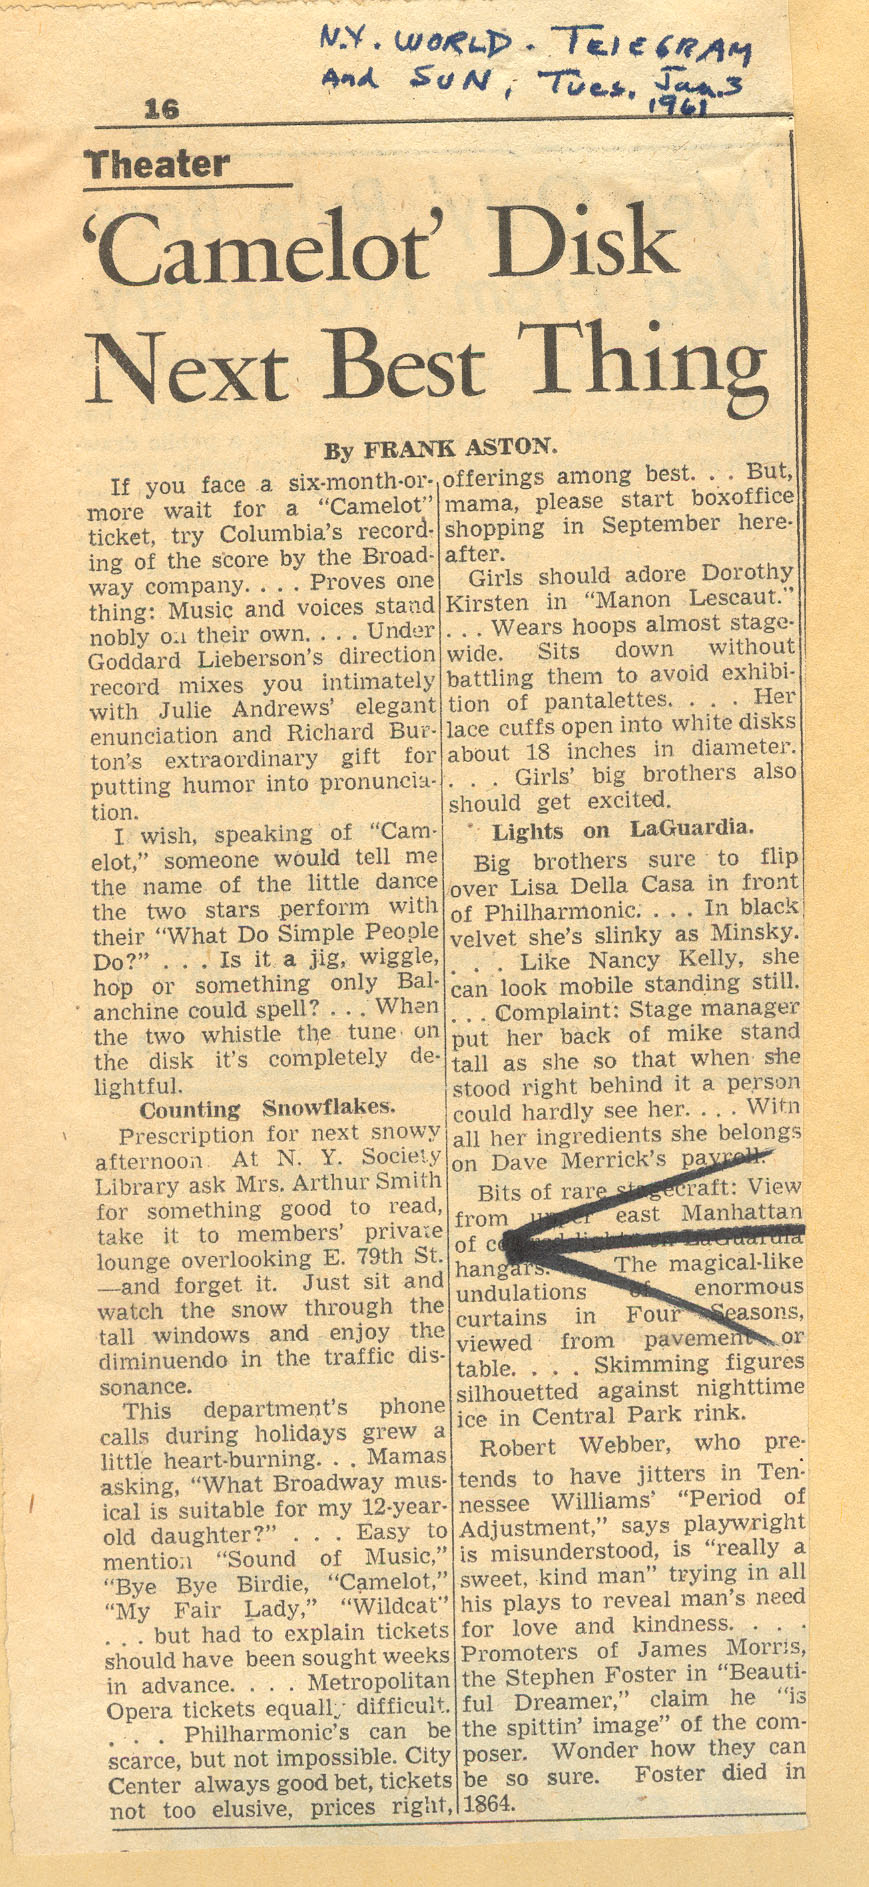 N.Y. WORLD-TELEGRAM
and SUN, Tues. Jan. 3
1961
16
Theater
‘Camelot’ Disk
Next Best Thing
By FRANK ASTON.
If you face a six-month-or-
more wait for a “Camelot”
ticket, try Columbia’s record-
ing of the score by the Broad-
way company. . . . Proves one
thing: Music and voices stand
nobly on their own. . . . Under
Goddard Lieberson’s direction
record mixes you intimately
with Julie Andrews’ elegant
enunciation and Richard Bur-
ton’s extraordinary gift for
putting humor into pronuncia-
tion.
I wish, speaking of “Cam-
elot,” someone would tell me
the name of the little dance
the two stars perform with
their “What Do Simple People
Do?” . . . Is it a jig, wiggle,
hop or something only Bal-
anchine could spell? . . . When
the two whistle the tune on
the disk it’s completely de-
lightful.
Counting Snowflakes.
Prescription for next snowy
afternoon. At N. Y. Society
Library ask Mrs. Arthur Smith
for something good to read,
take it to members’ private
lounge overlooking E. 79th St.
—and forget it. Just sit and
watch the snow through the
tall windows and enjoy the
diminuendo in the traffic dis-
sonance.
This department’s phone
calls during holidays grew a
little heart-burning. . . Mamas
asking, “What Broadway mus-
ical is suitable for my 12-year-
old daughter?” . . . Easy to
mention “Sound of Music,”
“Bye Bye Birdie, “Camelot,”
“My Fair Lady,” “Wildcat”
. . . but had to explain tickets
should have been sought weeks
in advance. . . . Metropolitan
Opera tickets equally difficult.
. . . Philharmonic’s can be
scarce, but not impossible. City
Center always good bet, tickets
not too elusive, prices right,
offerings among best. . . But,
mama, please start boxoffice
shopping in September here-
after.
Girls should adore Dorothy
Kirsten in “Manon Lescaut.”
. . . Wears hoops almost stage-
wide. Sits down without
battling them to avoid exhibi-
tion of pantalettes. . . . Her
lace cuffs open into white disks
about 18 inches in diameter.
. . . Girls’ big brothers also
should get excited.
Lights on LaGuardia.
Big brothers sure to flip
over Lisa Della Casa in front
of Philharmonic. . . . In black
velvet she’s slinky as Minsky.
. . . Like Nancy Kelly, she
can look mobile standing still.
. . . Complaint: Stage manager
put her back of mike stand
tall as she so that when she
stood right behind it a person
could hardly see her. . . . With
all her ingredients she belongs
on Dave Merrick’s payroll.
Bits of rare stagecraft: View
from upper east Manhattan
of colored lights on LaGuardia
hangars. The magical-like
undulations of enormous
curtains in Four Seasons,
viewed from pavement or
table. . . . Skimming figures
silhouetted against nighttime
ice in Central Park rink.
Robert Webber, who pre-
tends to have jitters in Ten-
nessee Williams’ “Period of
Adjustment,” says playwright
is misunderstood, is “really a
sweet, kind man” trying in all
his plays to reveal man’s need
for love and kindness. . . .
Promoters of James Morris,
the Stephen Foster in “Beauti-
ful Dreamer,” claim he “is
the spittin’ image” of the com-
poser. Wonder how they can
be so sure. Foster died in
1864.